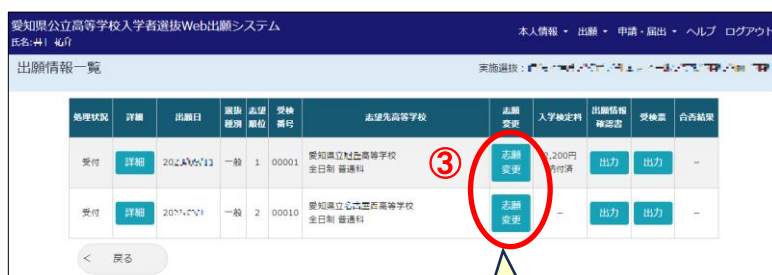 愛知県公立高等学校入学者選抜Web出願システム
本人情報 出願 申請・届出 ヘルプ ログアウト
氏名:
出願情報一覧
実施選抜:
処理状況 詳細 出願日 選抜種別 志望順位 受検番号 志望先高等学校 志願変更 入学検定料 出願情報確認書 受検票 合否結果
受付 詳細 一般 1 00001 愛知県立旭丘高等学校 全日制 普通科 志願変更 2,200円 納付済 出力 出力 -
③
受付 詳細 一般 2 00010 愛知県立名古屋西高等学校 全日制 普通科 志願変更 - 出力 出力 -
< 戻る